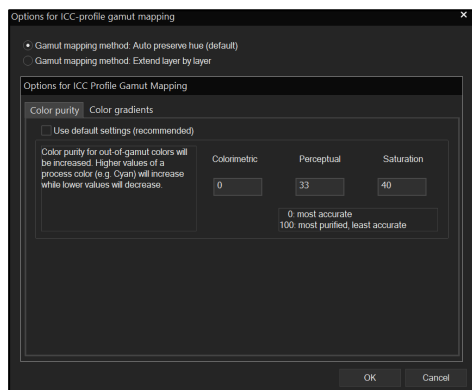 Options for ICC-profile gamut mapping
Gamut mapping method: Auto preserve hue (default)
Gamut mapping method: Extend layer by layer
Options for ICC Profile Gamut Mapping
Color purity Color gradients
Use default settings (recommended)
Color purity for out-of-gamut colors will
be increased. Higher values of a
process color (e.g. Cyan) will increase
while lower values will decrease.
Colorimetric Perceptual Saturation
0 33 40
0: most accurate
100: most purified, least accurate
OK Cancel